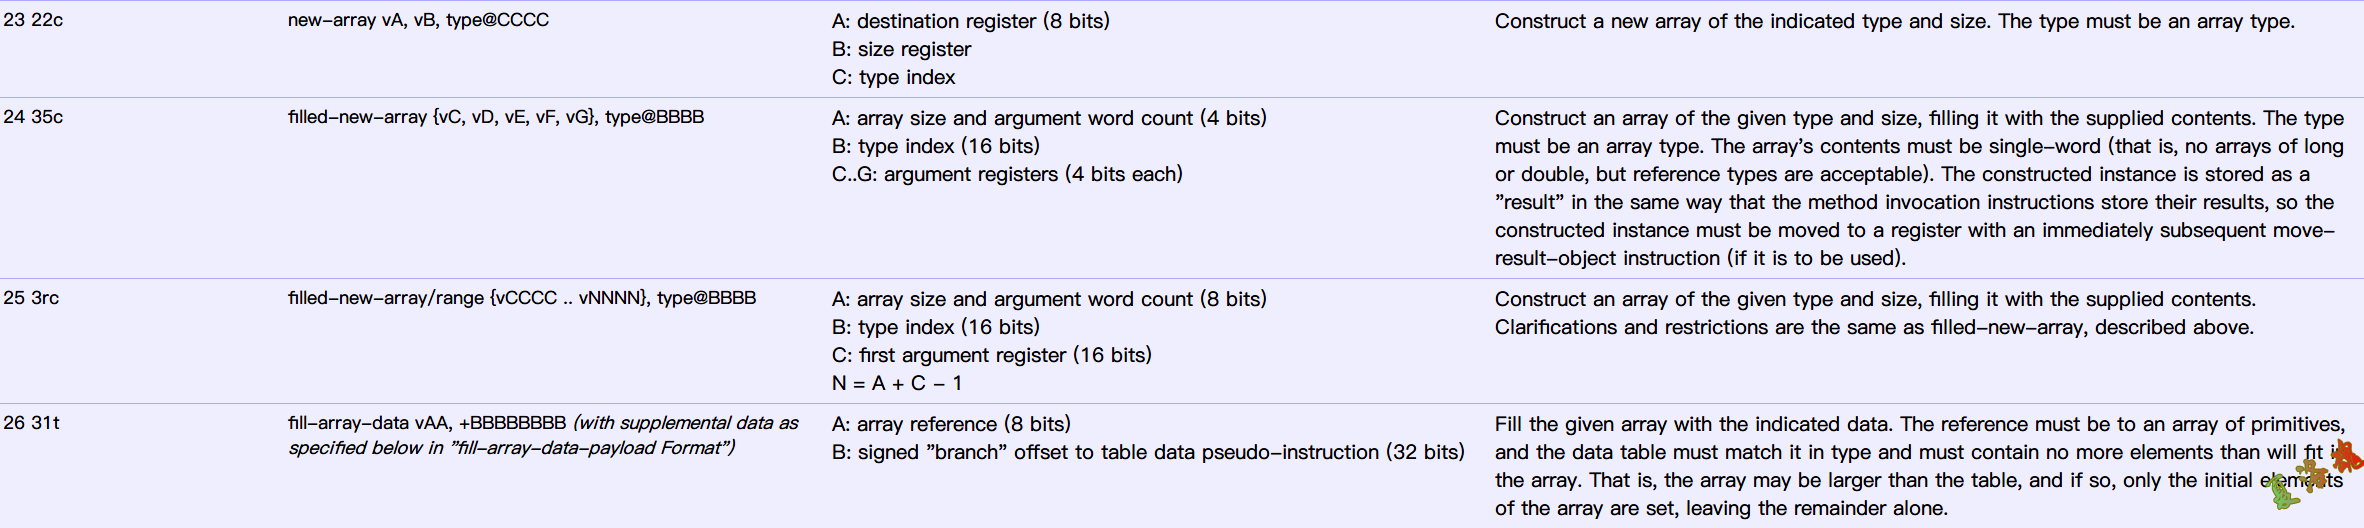 23 22c
new–array vA, vB, type@CCCC
A: destination register (8 bits)
B: size register
C: type index
Construct a new array of the indicated type and size. The type must be an array type.
24 35c
filled–new–array {vC, vD, vE, vF, vG}, type@BBBB
A: array size and argument word count (4 bits)
B: type index (16 bits)
C..G: argument registers (4 bits each)
Construct an array of the given type and size, filling it with the supplied contents. The type
must be an array type. The array's contents must be single–word (that is, no arrays of long
or double, but reference types are acceptable). The constructed instance is stored as a
"result" in the same way that the method invocation instructions store their results, so the
constructed instance must be moved to a register with an immediately subsequent move–
result–object instruction (if it is to be used).
25 3rc
filled–new–array/range {vCCCC .. vNNNN}, type@BBBB
A: array size and argument word count (8 bits)
B: type index (16 bits)
C: first argument register (16 bits)
N = A + C – 1
Construct an array of the given type and size, filling it with the supplied contents.
Clarifications and restrictions are the same as filled–new–array, described above.
26 31t
fill–array–data vAA, +BBBBBBBB (with supplemental data as
specified below in "fill–array–data–payload Format")
A: array reference (8 bits)
B: signed "branch" offset to table data pseudo–instruction (32 bits)
Fill the given array with the indicated data. The reference must be to an array of primitives,
and the data table must match it in type and must contain no more elements than will fit in
the array. That is, the array may be larger than the table, and if so, only the initial elements
of the array are set, leaving the remainder alone.